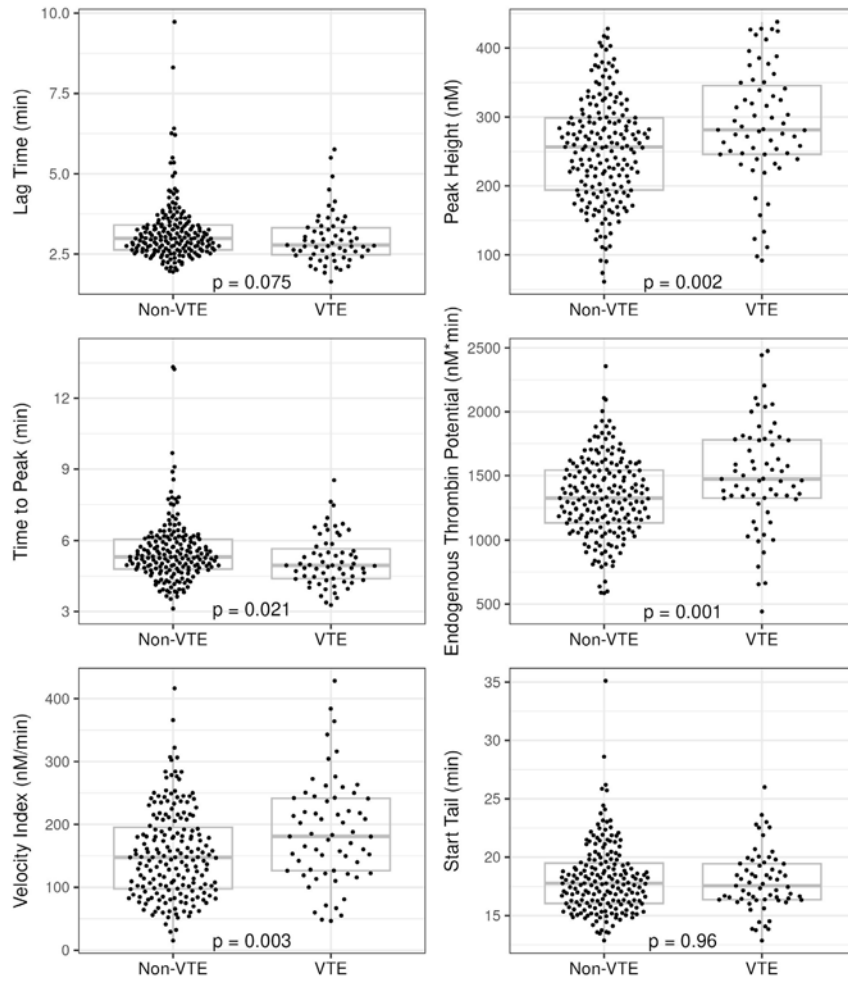 Lag Time (min)
10.0
7.5
5.0
2.5
p = 0.075
Non-VTE VTE
Peak Height (nM)
400
300
200
100
p = 0.002
Non-VTE VTE
Time to Peak (min)
12
9
6
3
p = 0.021
Non-VTE VTE
Endogenous Thrombin Potential (nM*min)
2500
2000
1500
1000
500
p = 0.001
Non-VTE VTE
Velocity Index (nM/min)
400
300
200
100
0
p = 0.003
Non-VTE VTE
Start Tail (min)
35
30
25
20
15
p = 0.96
Non-VTE VTE